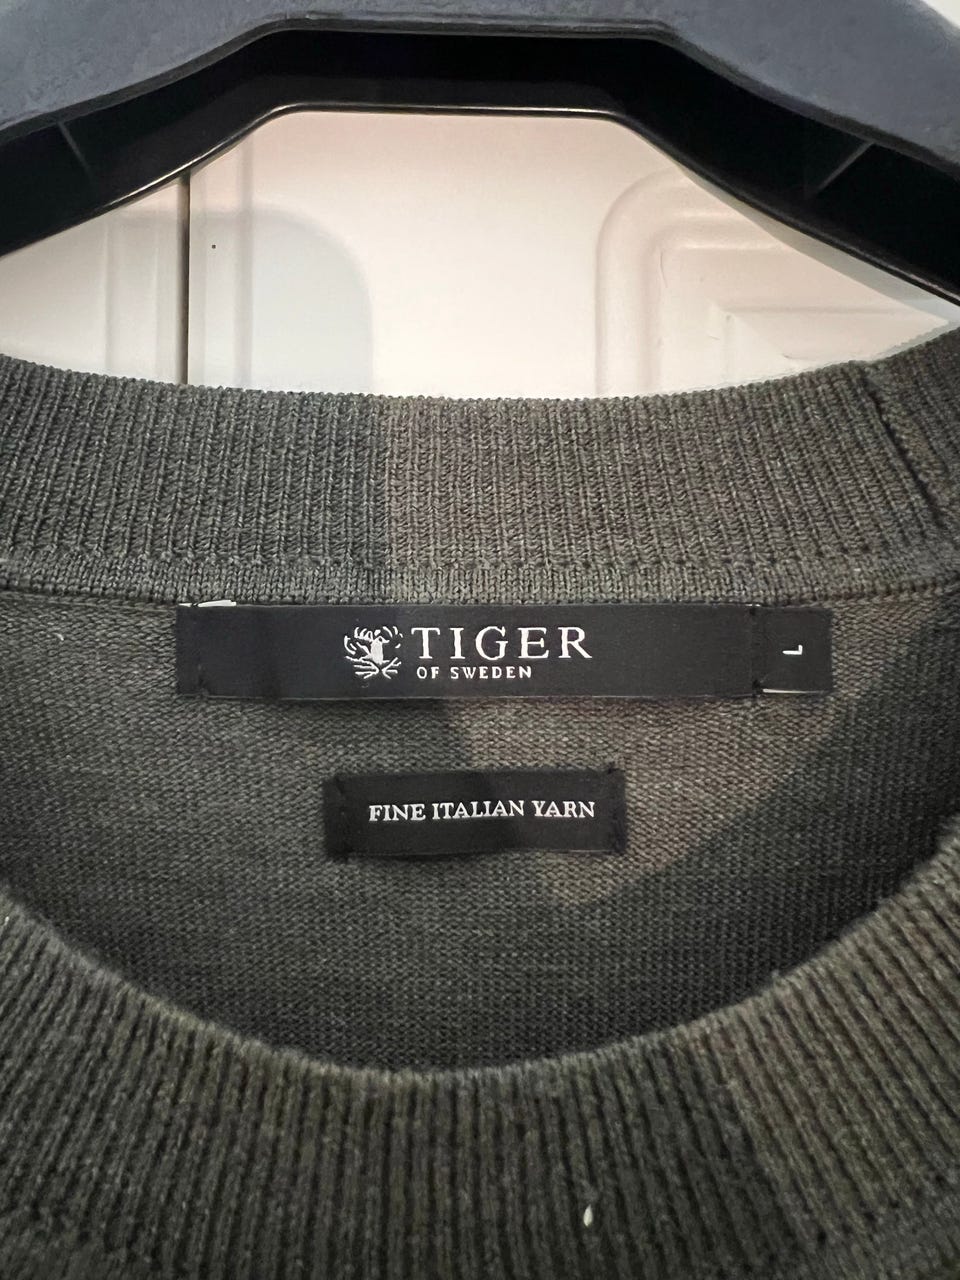 TIGER
OF SWEDEN
L
FINE ITALIAN YARN